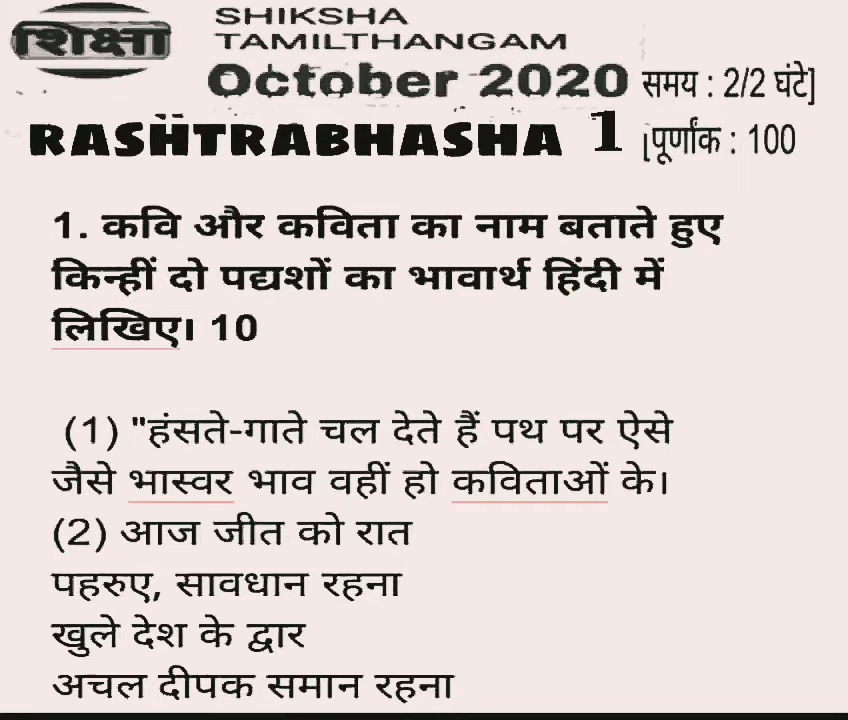 शिक्षा
SHIKSHA
TAMILTHANGAM
October 2020 समय : 2/2 घंटे]
RASHTRABHASHA 1 [पूर्णांक : 100
1. कवि और कविता का नाम बताते हुए
किन्हीं दो पद्यशों का भावार्थ हिंदी में
लिखिए। 10
(1) "हंसते-गाते चल देते हैं पथ पर ऐसे
जैसे भास्वर भाव वहीं हो कविताओं के।
(2) आज जीत को रात
पहरुए, सावधान रहना
खुले देश के द्वार
अचल दीपक समान रहना